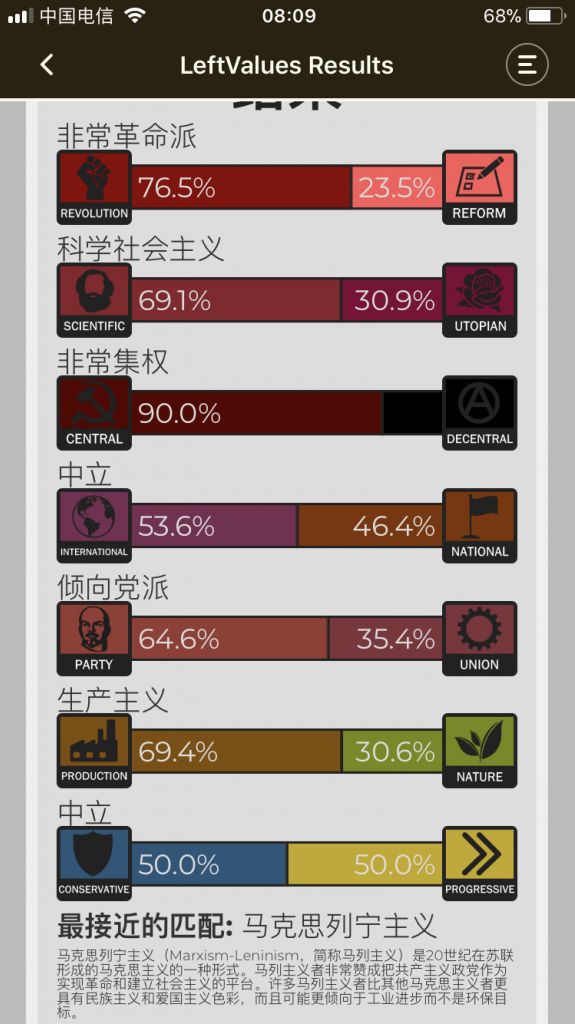 中国电信 08:09 68%
LeftValues Results
结果
非常革命派
REVOLUTION 76.5% 23.5% REFORM
科学社会主义
SCIENTIFIC 69.1% 30.9% UTOPIAN
非常集权
CENTRAL 90.0% DECENTRAL
中立
INTERNATIONAL 53.6% 46.4% NATIONAL
倾向党派
PARTY 64.6% 35.4% UNION
生产主义
PRODUCTION 69.4% 30.6% NATURE
中立
CONSERVATIVE 50.0% 50.0% PROGRESSIVE
最接近的匹配: 马克思列宁主义
马克思列宁主义（Marxism-Leninism，简称马列主义）是20世纪在苏联
形成的马克思主义的一种形式。马列主义者非常赞成把共产主义政党作为
实现革命和建立社会主义的平台。许多马列主义者比其他马克思主义者更
具有民族主义和爱国主义色彩，而且可能更倾向于工业进步而不是环保目
标。